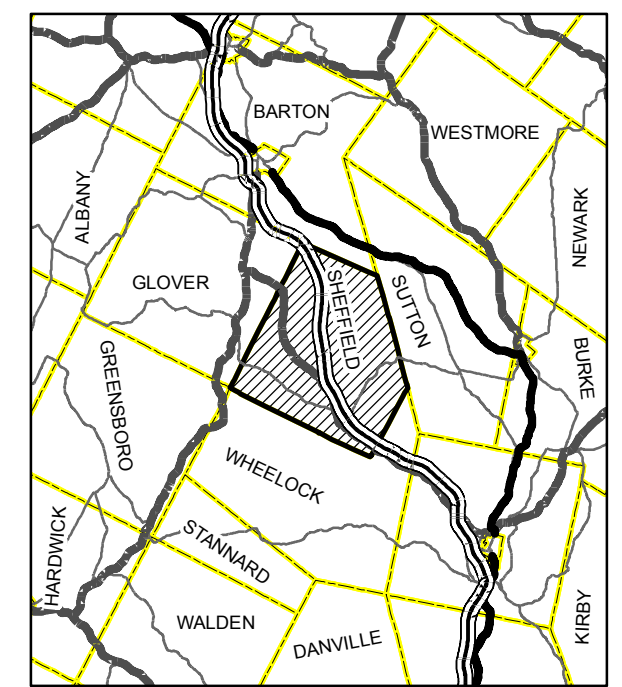 BARTON
WESTMORE
ALBANY
NEWARK
GLOVER
SHEFFIELD
SUTTON
GREENSBORO
BURKE
WHEELOCK
HARDWICK
STANNARD
WALDEN
DANVILLE
KIRBY